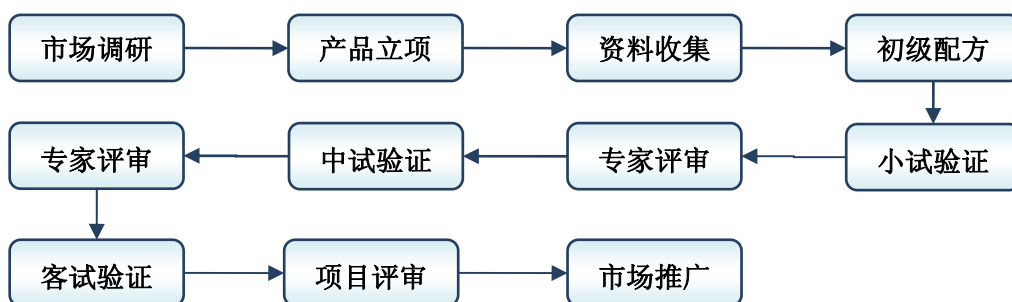 市场调研
产品立项
资料收集
初级配方
小试验证
专家评审
中试验证
专家评审
客试验证
项目评审
市场推广